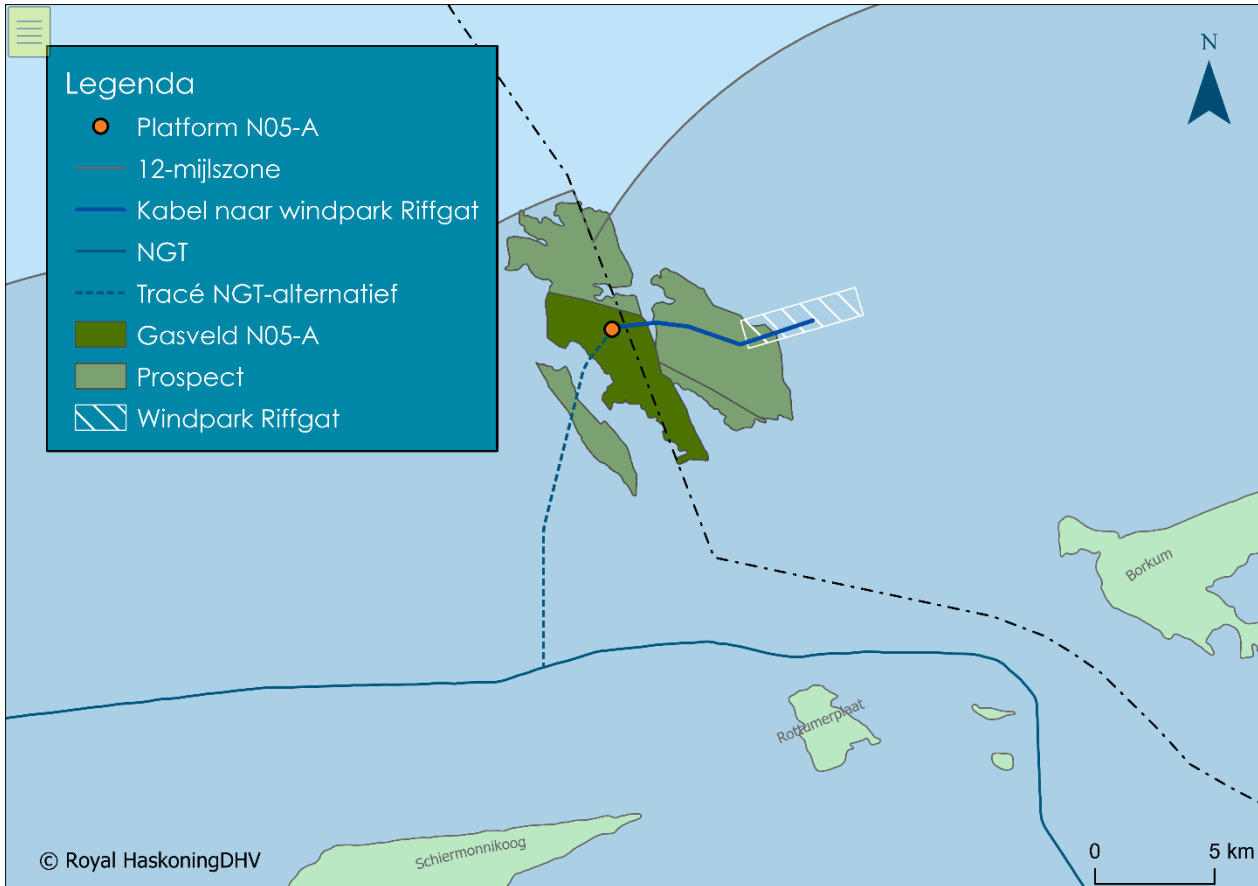 N
Legenda
Platform N05-A
12-mijlszone
Kabel naar windpark Riffgat
NGT
Tracé NGT-alternatief
Gasveld N05-A
Prospect
Windpark Riffgat
Borkum
Rottumerplaat
Schiermonnikoog
© Royal HaskoningDHV
0 5 km